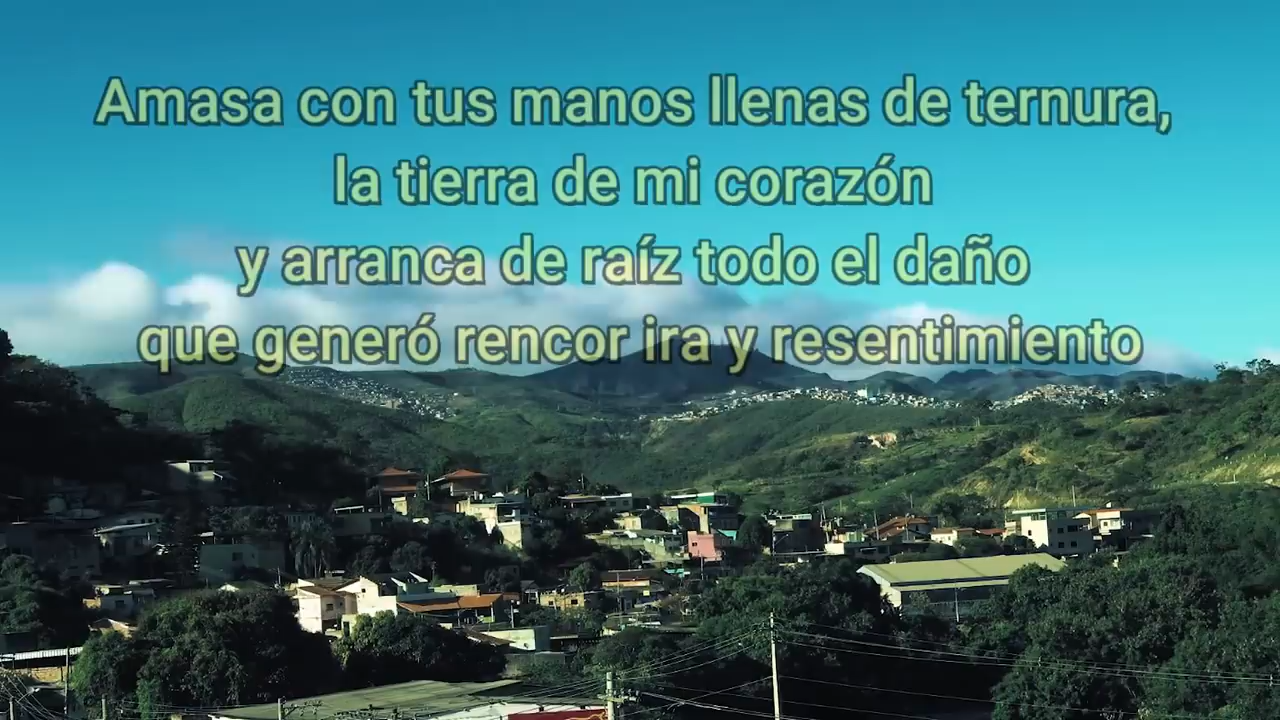 Amasa con tus manos llenas de ternura,
la tierra de mi corazón
y arranca de raíz todo el daño
que generó rencor ira y resentimiento